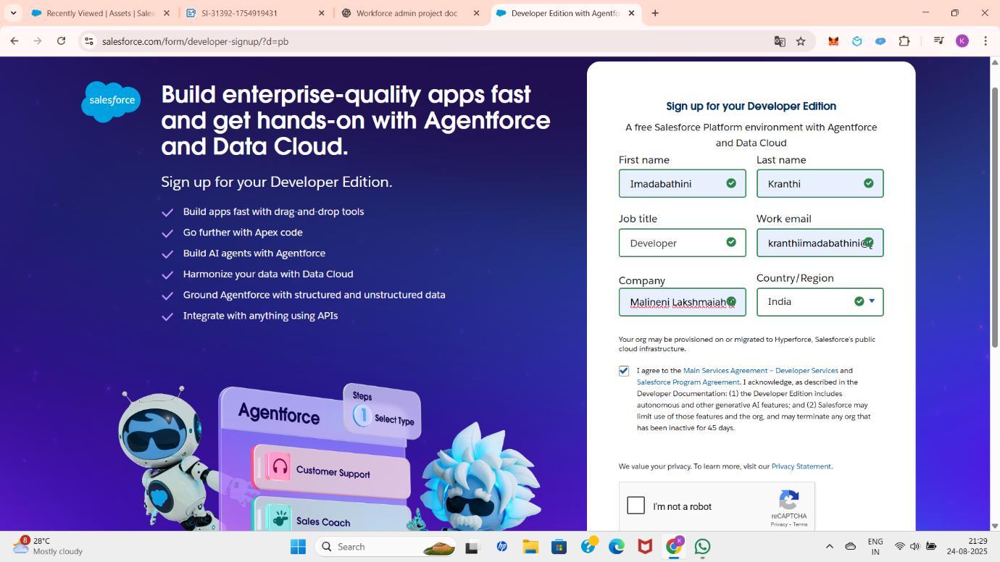 Recently Viewed | Assets | Sales
SI-31392-1754919431
Workforce admin project doc
Developer Edition with Agentfo
salesforce.com/form/developer-signup/?d=pb
K
salesforce
Build enterprise-quality apps fast
and get hands-on with Agentforce
and Data Cloud.
Sign up for your Developer Edition.
Build apps fast with drag-and-drop tools
Go further with Apex code
Build AI agents with Agentforce
Harmonize your data with Data Cloud
Ground Agentforce with structured and unstructured data
Integrate with anything using APIs
Steps
1 Select Type
Agentforce
Customer Support
Sales Coach
Sign up for your Developer Edition
A free Salesforce Platform environment with Agentforce
and Data Cloud
First name Last name
Imadabathini Kranthi
Job title Work email
Developer kranthiimadabathini@
Company Country/Region
Malineni Lakshmaiah India
Your org may be provisioned on or migrated to Hyperforce, Salesforce's public
cloud infrastructure.
I agree to the Main Services Agreement – Developer Services and
Salesforce Program Agreement. I acknowledge, as described in the
Developer Documentation: (1) the Developer Edition includes
autonomous and other generative AI features; and (2) Salesforce may
limit use of those features and the org, and may terminate any org that
has been inactive for 45 days.
We value your privacy. To learn more, visit our Privacy Statement.
I'm not a robot
reCAPTCHA
Privacy - Terms
8
28°C
Mostly cloudy
Search
hp
K
ENG
IN
21:29
24-08-2025